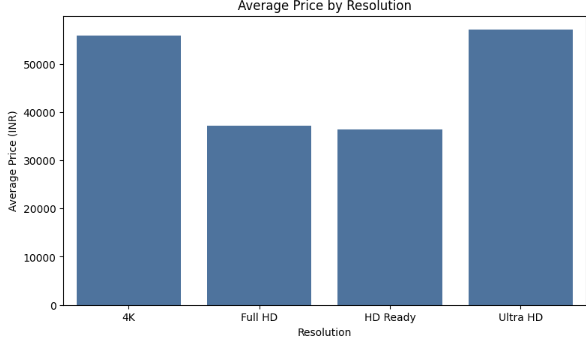 Average Price by Resolution
Average Price (INR)
50000
40000
30000
20000
10000
0
4K
Full HD
HD Ready
Ultra HD
Resolution